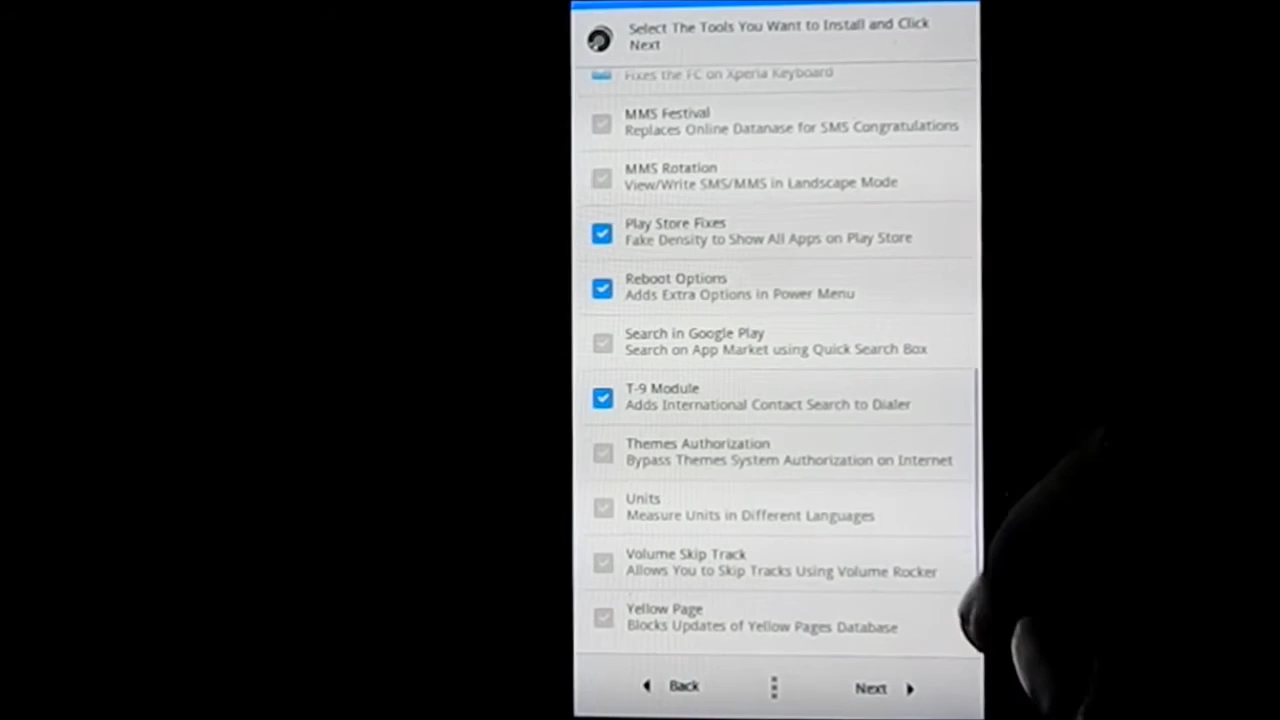 Select The Tools You Want to Install and Click
Next
Fixes the FC on Xperia Keyboard
MMS Festival
Replaces Online Datanase for SMS Congratulations
MMS Rotation
View/Write SMS/MMS in Landscape Mode
Play Store Fixes
Fake Density to Show All Apps on Play Store
Reboot Options
Adds Extra Options in Power Menu
Search in Google Play
Search on App Market using Quick Search Box
T-9 Module
Adds International Contact Search to Dialer
Themes Authorization
Bypass Themes System Authorization on Internet
Units
Measure Units in Different Languages
Volume Skip Track
Allows You to Skip Tracks Using Volume Rocker
Yellow Page
Blocks Updates of Yellow Pages Database
Back
Next